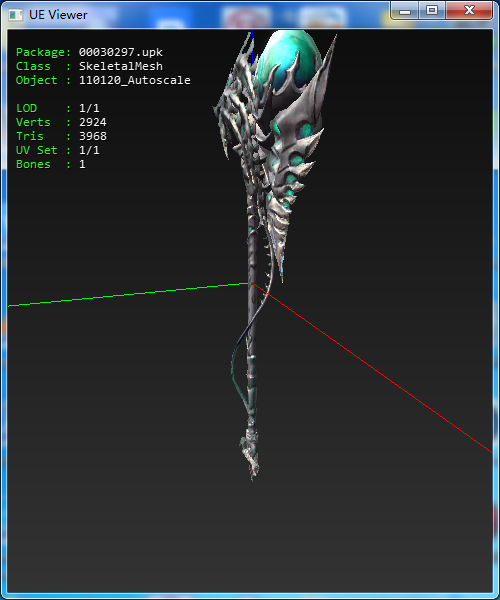 UE Viewer
Package: 00030297.upk
Class : SkeletalMesh
Object : 110120_Autoscale
LOD : 1/1
Verts : 2924
Tris : 3968
UV Set : 1/1
Bones : 1